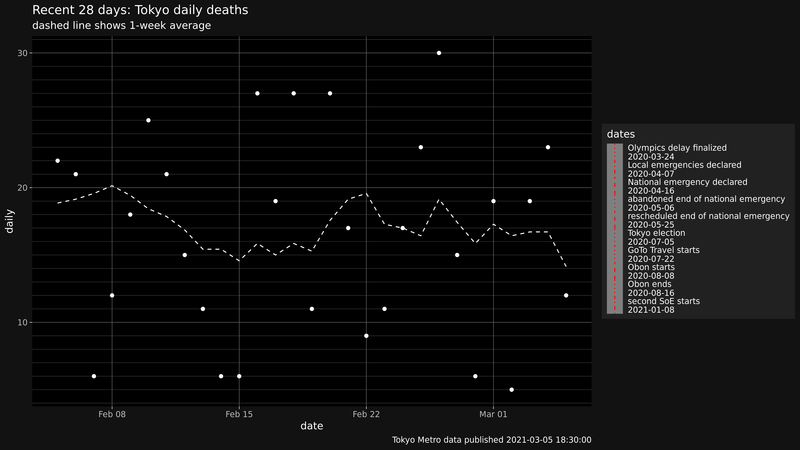 Recent 28 days: Tokyo daily deaths
dashed line shows 1-week average
30
20
10
daily
Feb 08
Feb 15
Feb 22
Mar 01
date
Tokyo Metro data published 2021-03-05 18:30:00
dates
Olympics delay finalized
2020-03-24
Local emergencies declared
2020-04-07
National emergency declared
2020-04-16
abandoned end of national emergency
2020-05-06
rescheduled end of national emergency
2020-05-25
Tokyo election
2020-07-05
GoTo Travel starts
2020-07-22
Obon starts
2020-08-08
Obon ends
2020-08-16
second SoE starts
2021-01-08